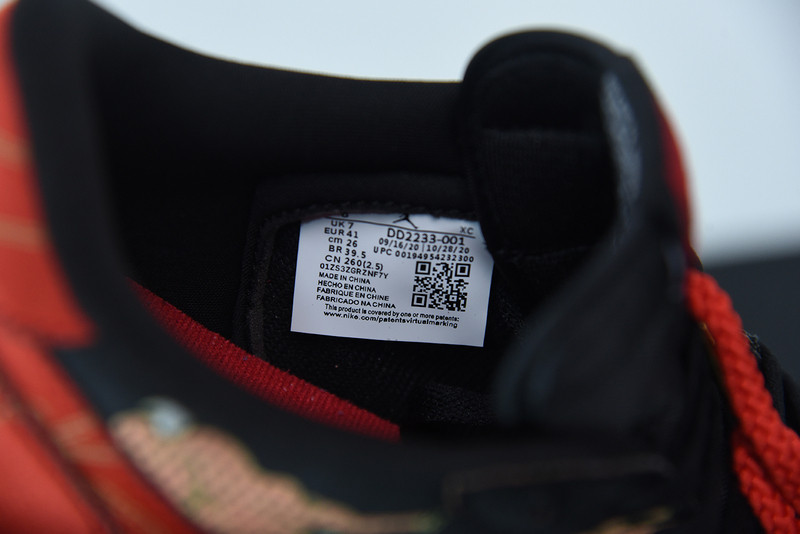 UK 7
EUR 41
cm 26
BR 39.5
CN 260(2.5)
XC
DD2233-001
09/16/20 | 10/28/20
UPC 00194954232300
01ZS3ZGRZNF7Y
MADE IN CHINA
HECHO EN CHINA
FABRIQUE EN CHINE
FABRICADO NA CHINA
This product is covered by one or more patents:
www.nike.com/patentsvirtualmarking